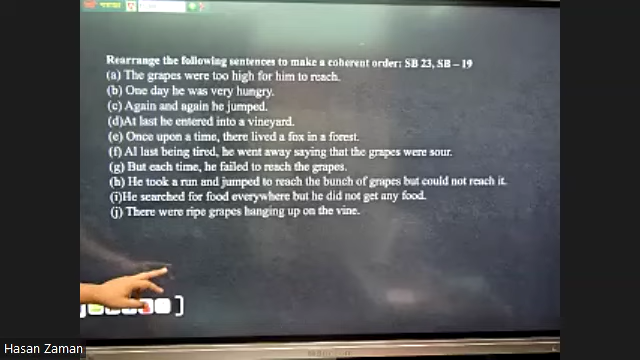 Rearrange the following sentences to make a coherent order: SB 23, SB – 19
(a) The grapes were too high for him to reach.
(b) One day he was very hungry.
(c) Again and again he jumped.
(d)At last he entered into a vineyard.
(e) Once upon a time, there lived a fox in a forest.
(f) Al last being tired, he went away saying that the grapes were sour.
(g) But each time, he failed to reach the grapes.
(h) He took a run and jumped to reach the bunch of grapes but could not reach it.
(i)He searched for food everywhere but he did not get any food.
(j) There were ripe grapes hanging up on the vine.
Hasan Zaman